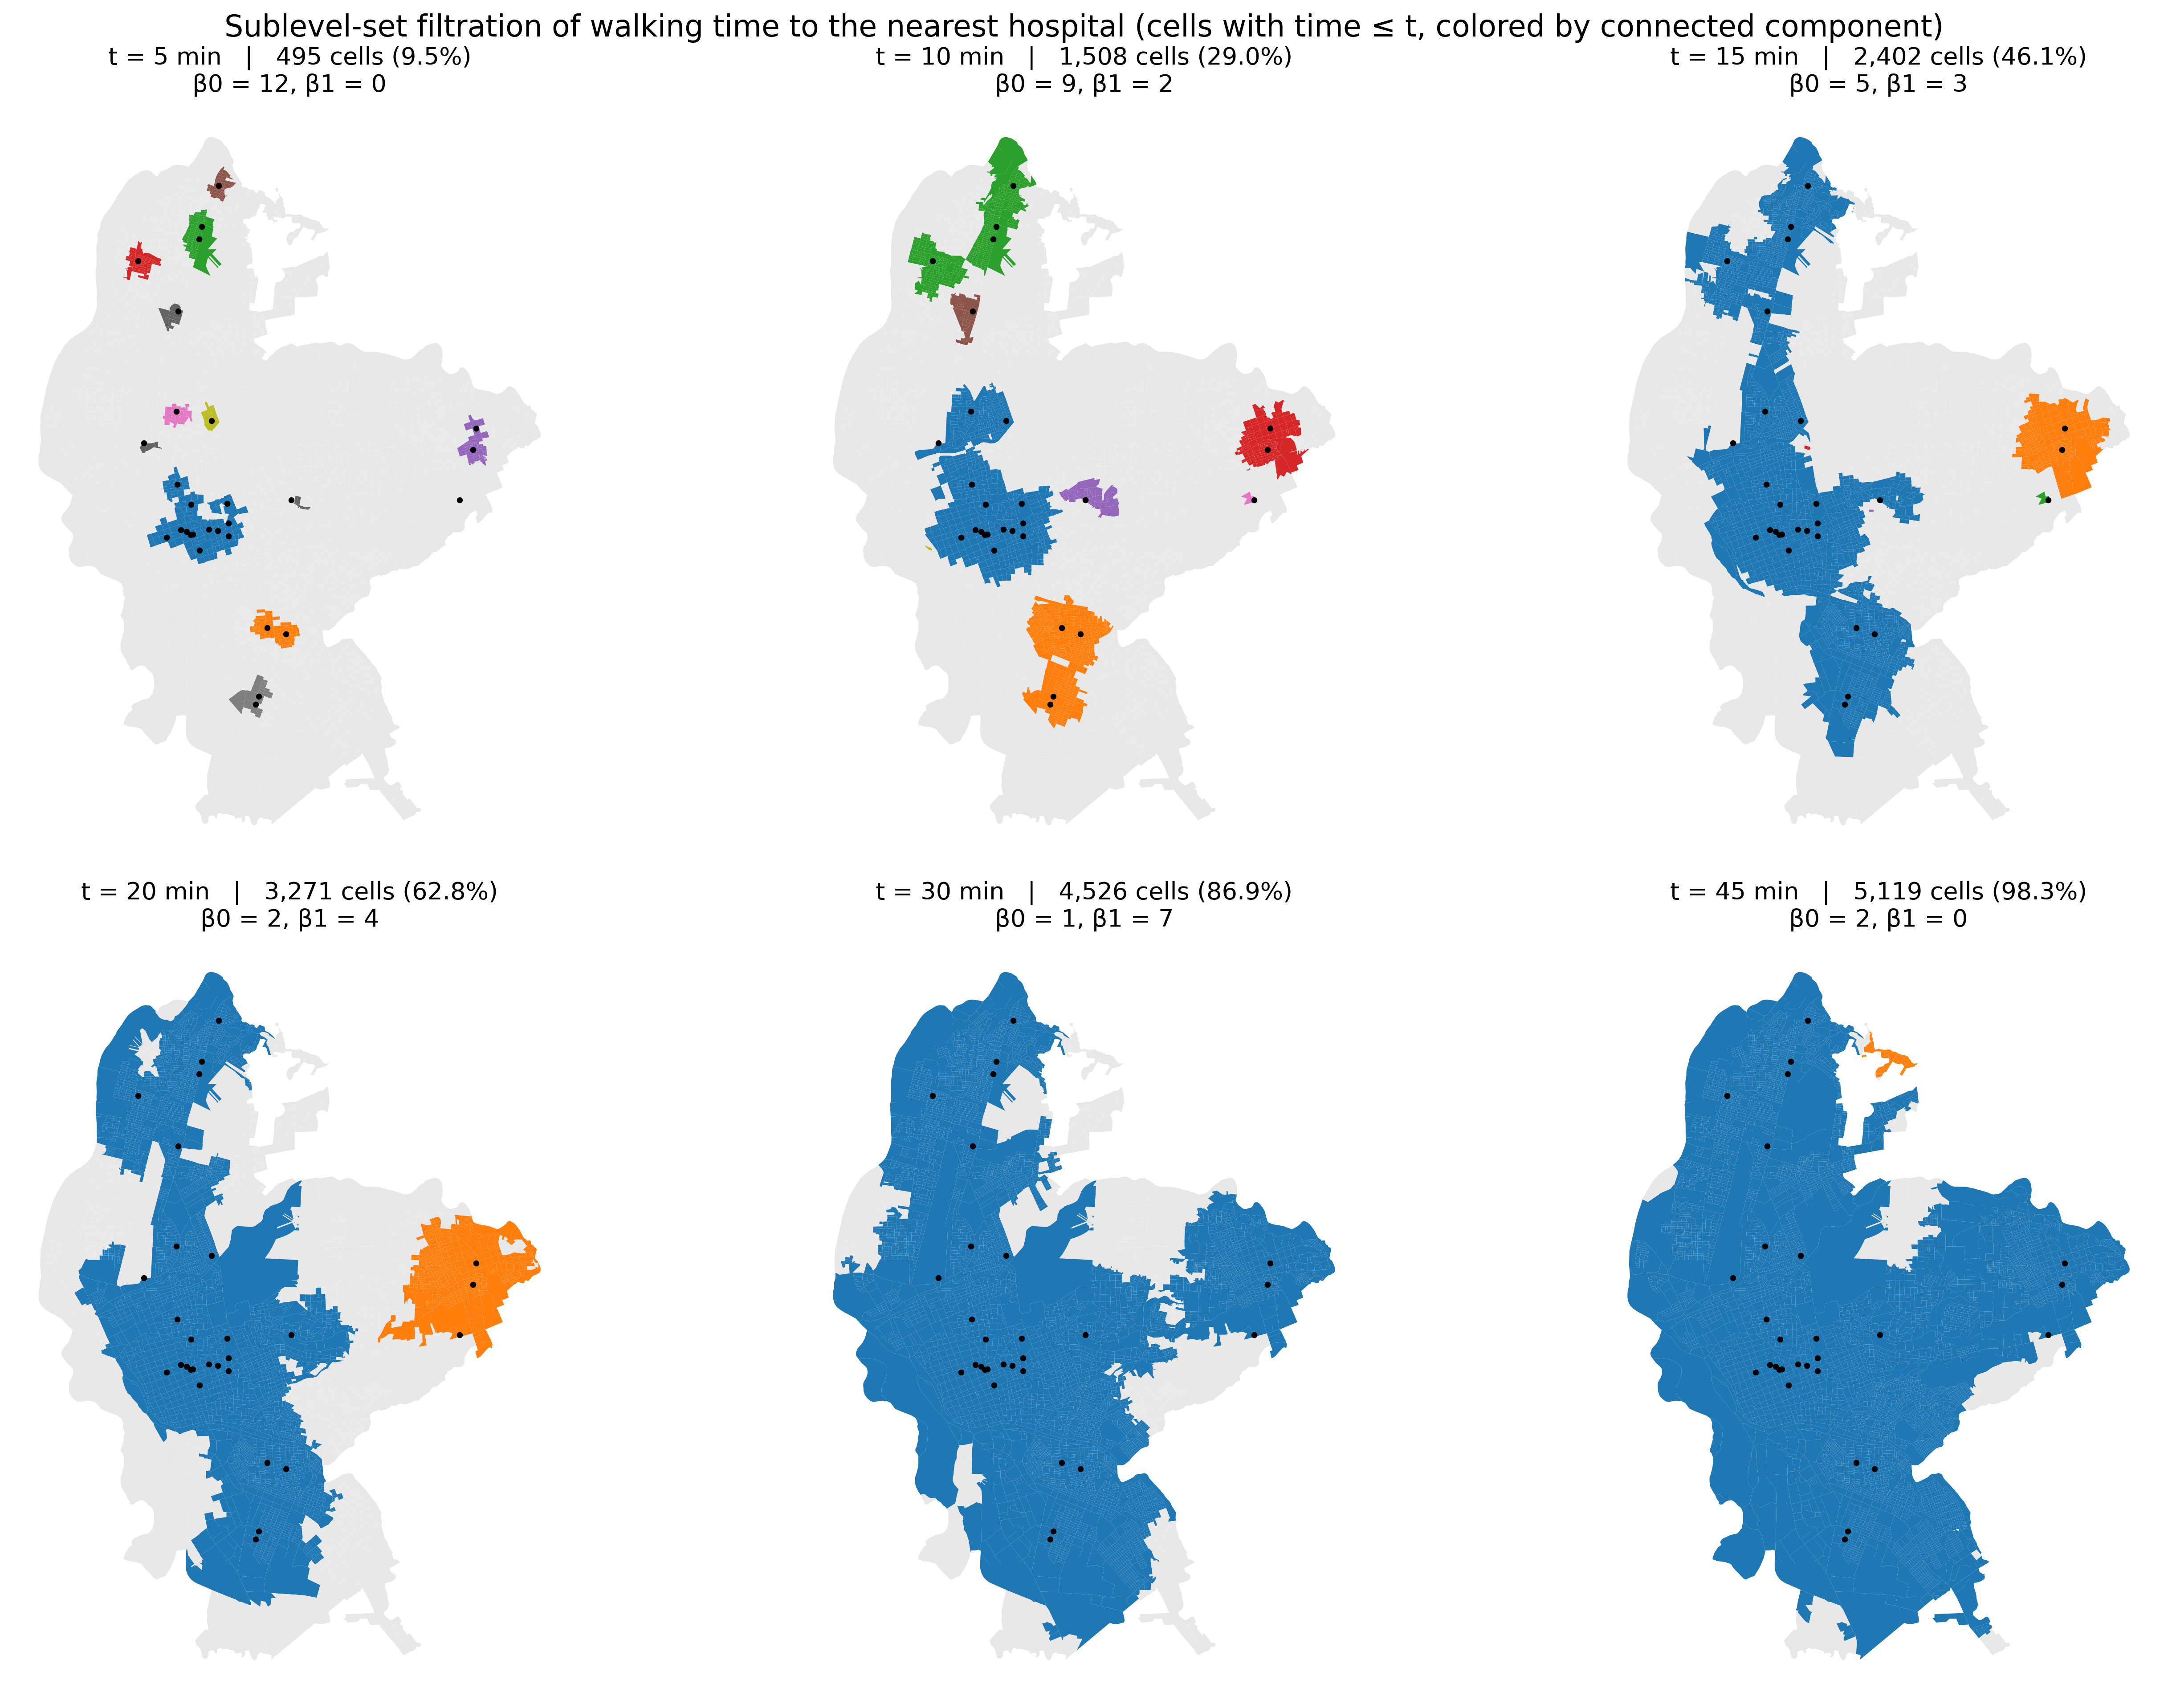 Sublevel-set filtration of walking time to the nearest hospital (cells with time ≤ t, colored by connected component)
t = 5 min | 495 cells (9.5%)
β0 = 12, β1 = 0
t = 10 min | 1,508 cells (29.0%)
β0 = 9, β1 = 2
t = 15 min | 2,402 cells (46.1%)
β0 = 5, β1 = 3
t = 20 min | 3,271 cells (62.8%)
β0 = 2, β1 = 4
t = 30 min | 4,526 cells (86.9%)
β0 = 1, β1 = 7
t = 45 min | 5,119 cells (98.3%)
β0 = 2, β1 = 0